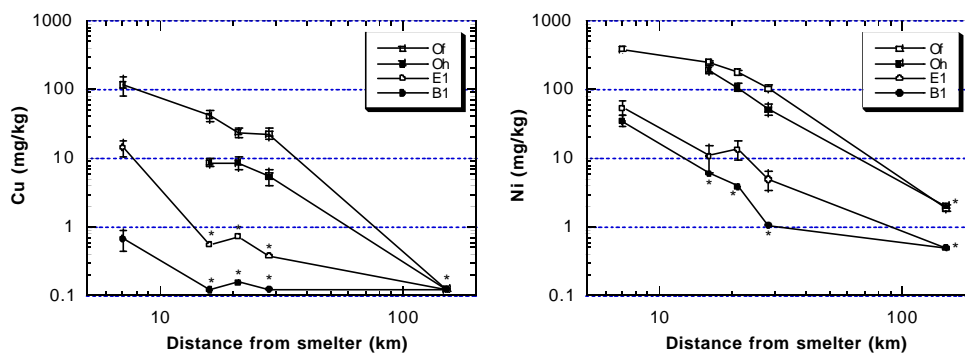 1000
100
10
1
0.1
Cu (mg/kg)
Of
Oh
E1
B1
* * *
* * *
*
10 100
Distance from smelter (km)
1000
100
10
1
0.1
Ni (mg/kg)
Of
Oh
E1
B1
*
* *
*
*
10 100
Distance from smelter (km)